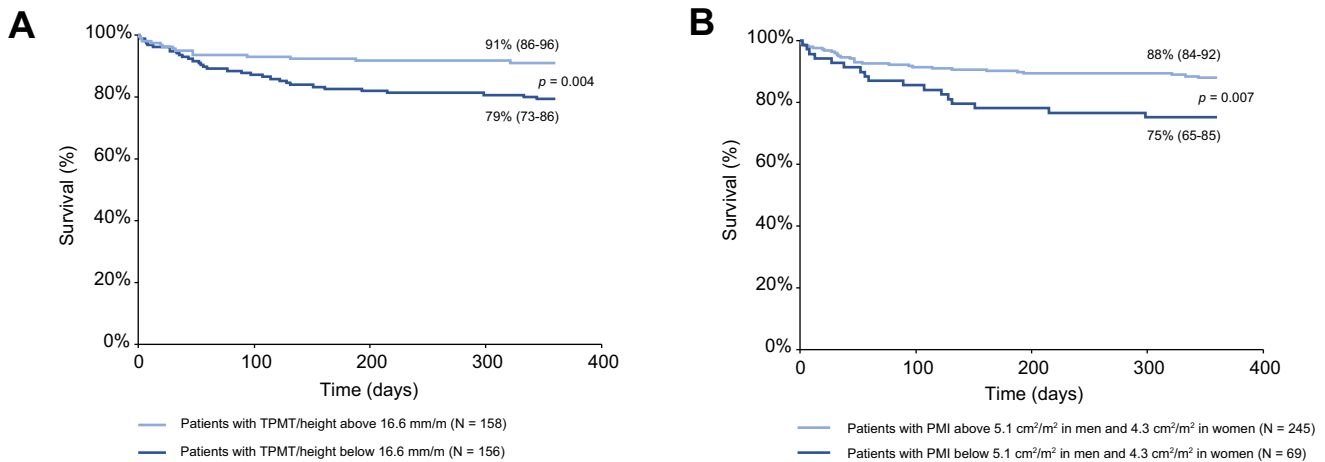 A
100%
80%
60%
40%
20%
0%
Survival (%)
91% (86-96)
p = 0.004
79% (73-86)
0 100 200 300 400
Time (days)
Patients with TPMT/height above 16.6 mm/m (N = 158)
Patients with TPMT/height below 16.6 mm/m (N = 156)
B
100%
80%
60%
40%
20%
0%
Survival (%)
88% (84-92)
p = 0.007
75% (65-85)
0 100 200 300 400
Time (days)
Patients with PMI above 5.1 cm²/m² in men and 4.3 cm²/m² in women (N = 245)
Patients with PMI below 5.1 cm²/m² in men and 4.3 cm²/m² in women (N = 69)